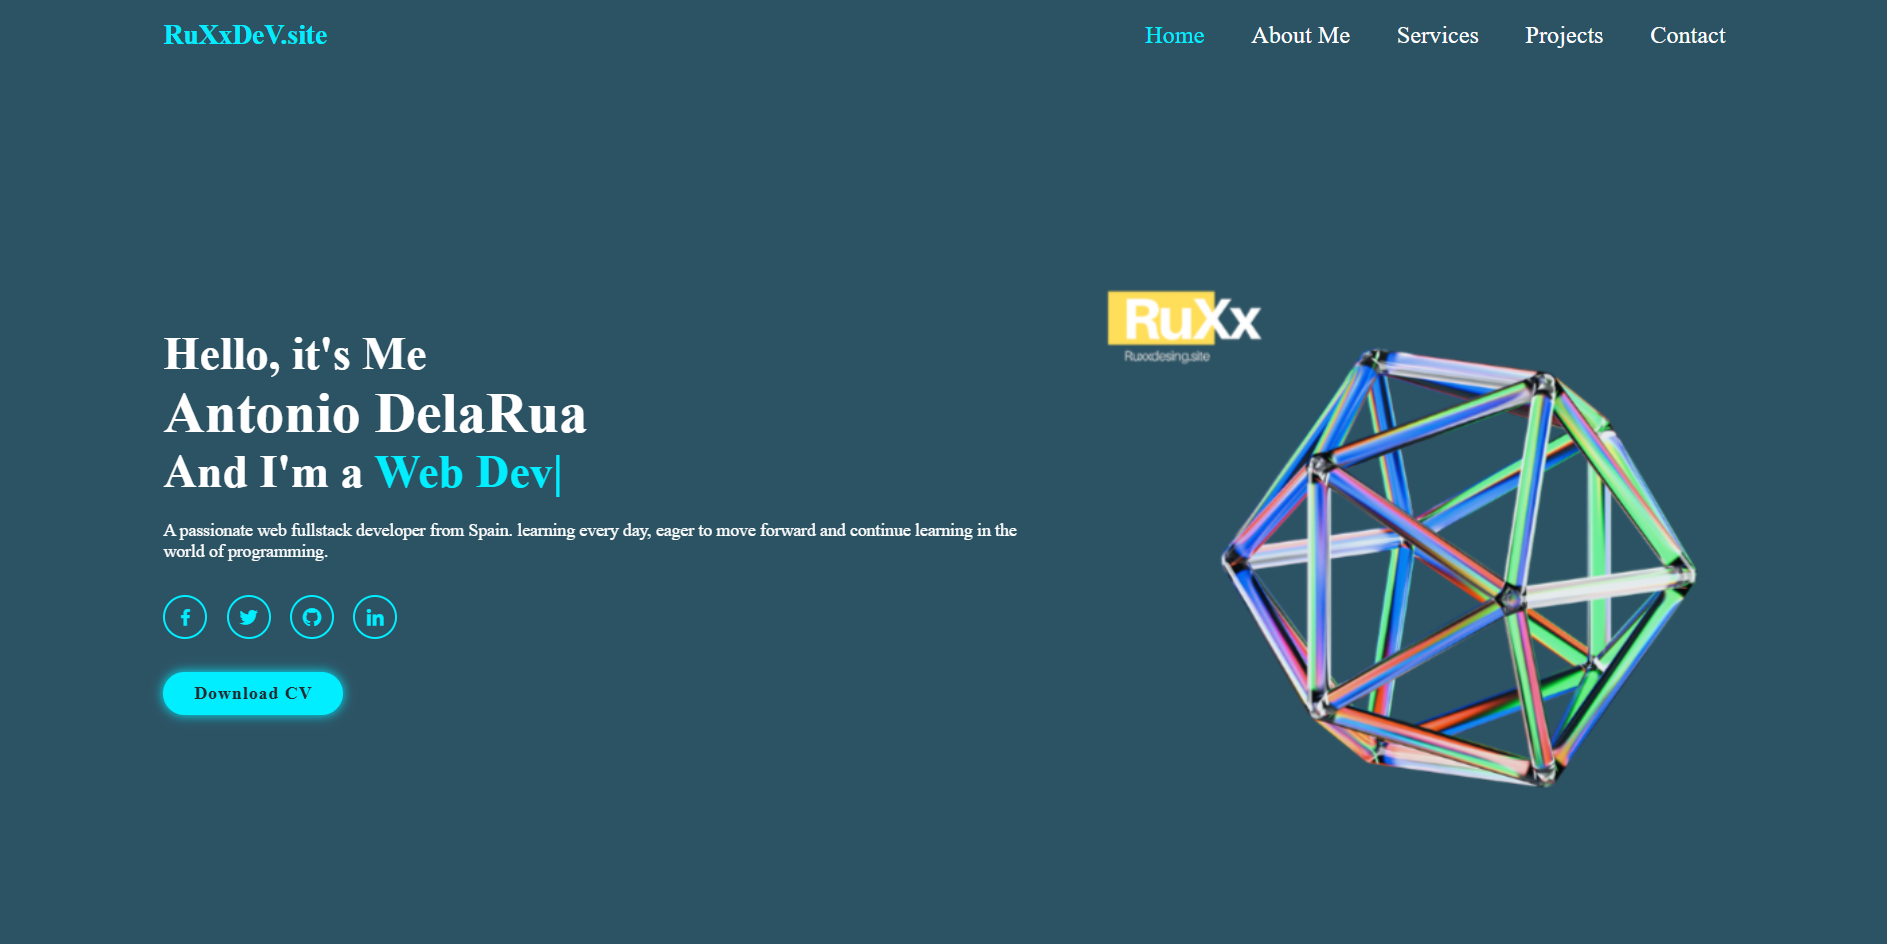 RuXxDeV.site
Home About Me Services Projects Contact
Hello, it's Me
Antonio DelaRua
And I'm a Web Dev|
A passionate web fullstack developer from Spain. learning every day, eager to move forward and continue learning in the
world of programming.
Download CV
RuXx
Ruxxdesing.site